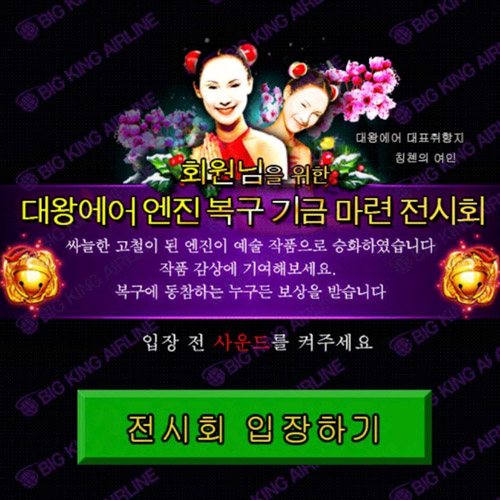 BIG KING AIRLINE
대왕에어 대표취항지
침첸의 여인
회원님을 위한
대왕에어 엔진 복구 기금 마련 전시회
싸늘한 고철이 된 엔진이 예술 작품으로 승화하였습니다
작품 감상에 기여해보세요.
복구에 동참하는 누구든 보상을 받습니다
입장 전 사운드를 켜주세요
전시회 입장하기